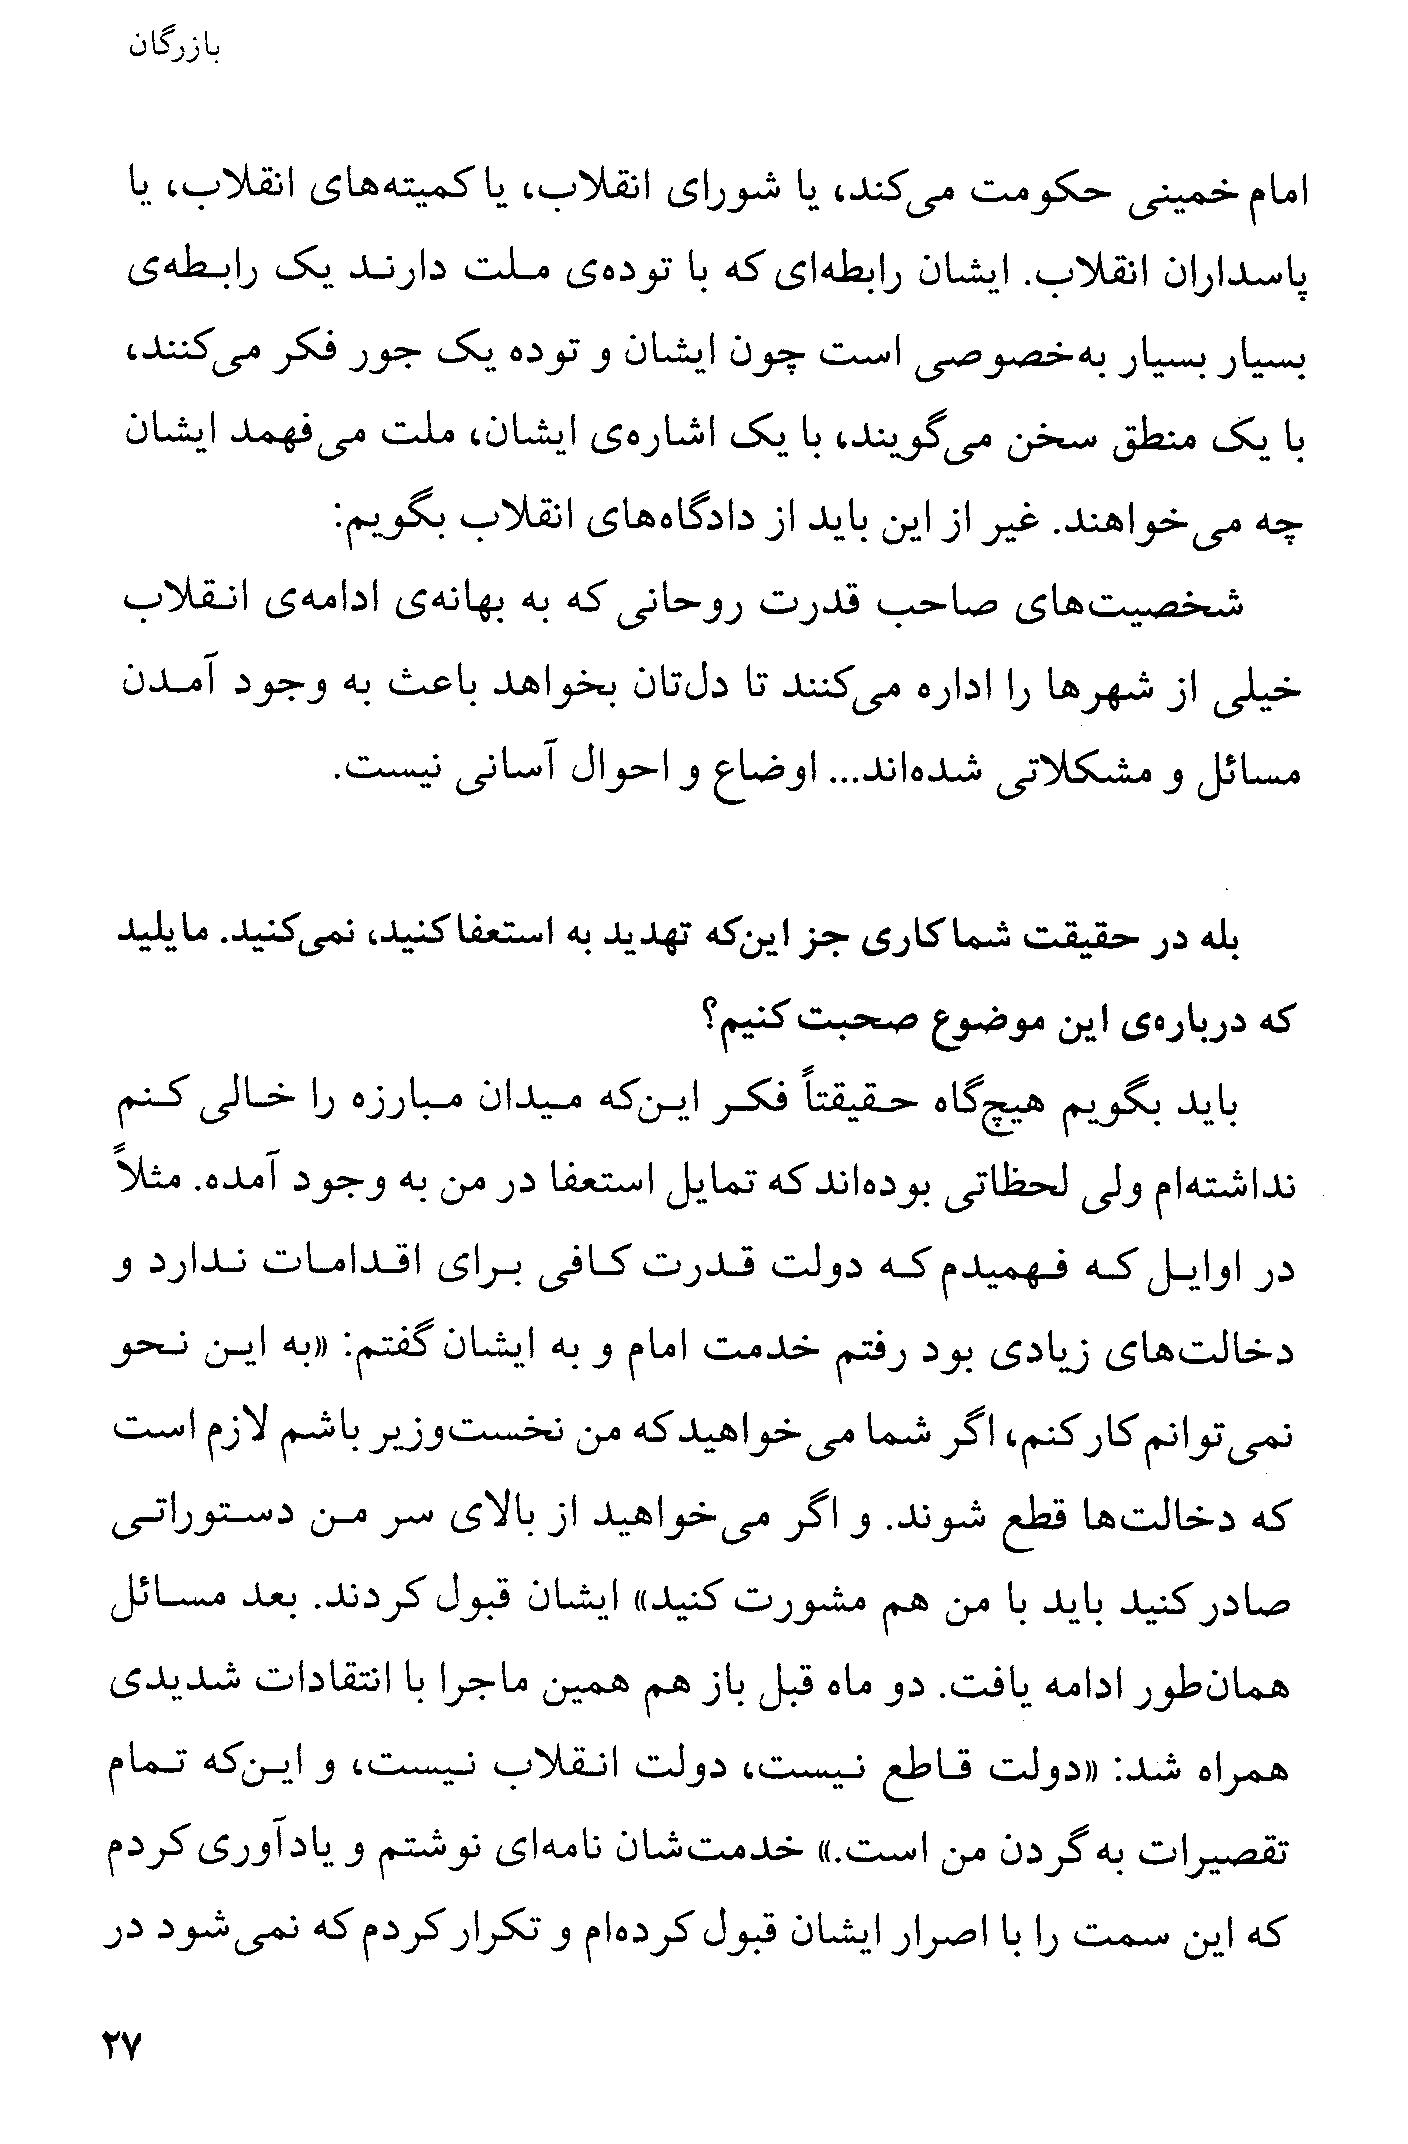 بازرگان
امام خمینی حکومت می‌کند، یا شورای انقلاب، یا کمیته‌های انقلاب، یا
پاسداران انقلاب. ایشان رابطه‌ای که با توده‌ی ملت دارند یک رابطه‌ی
بسیار بسیار به‌خصوصی است چون ایشان و توده یک جور فکر می‌کنند،
با یک منطق سخن می‌گویند، با یک اشاره‌ی ایشان، ملت می‌فهمد ایشان
چه می‌خواهند. غیر از این باید از دادگاه‌های انقلاب بگویم:
شخصیت‌های صاحب قدرت روحانی که به بهانه‌ی ادامه‌ی انقلاب
خیلی از شهرها را اداره می‌کنند تا دل‌تان بخواهد باعث به وجود آمدن
مسائل و مشکلاتی شده‌اند... اوضاع و احوال آسانی نیست.
بله در حقیقت شما کاری جز این‌که تهدید به استعفا کنید، نمی‌کنید. مایلید
که درباره‌ی این موضوع صحبت کنیم؟
باید بگویم هیچ‌گاه حقیقتاً فکر این‌که میدان مبارزه را خالی کنم
نداشته‌ام ولی لحظاتی بوده‌اند که تمایل استعفا در من به وجود آمده. مثلاً
در اوایل که فهمیدم که دولت قدرت کافی برای اقدامات ندارد و
دخالت‌های زیادی بود رفتم خدمت امام و به ایشان گفتم: «به این نحو
نمی‌توانم کار کنم، اگر شما می‌خواهید که من نخست‌وزیر باشم لازم است
که دخالت‌ها قطع شوند. و اگر می‌خواهید از بالای سر من دستوراتی
صادر کنید باید با من هم مشورت کنید» ایشان قبول کردند. بعد مسائل
همان‌طور ادامه یافت. دو ماه قبل باز هم همین ماجرا با انتقادات شدیدی
همراه شد: «دولت قاطع نیست، دولت انقلاب نیست، و این‌که تمام
تقصیرات به گردن من است.» خدمت‌شان نامه‌ای نوشتم و یادآوری کردم
که این سمت را با اصرار ایشان قبول کرده‌ام و تکرار کردم که نمی‌شود در
۲۷